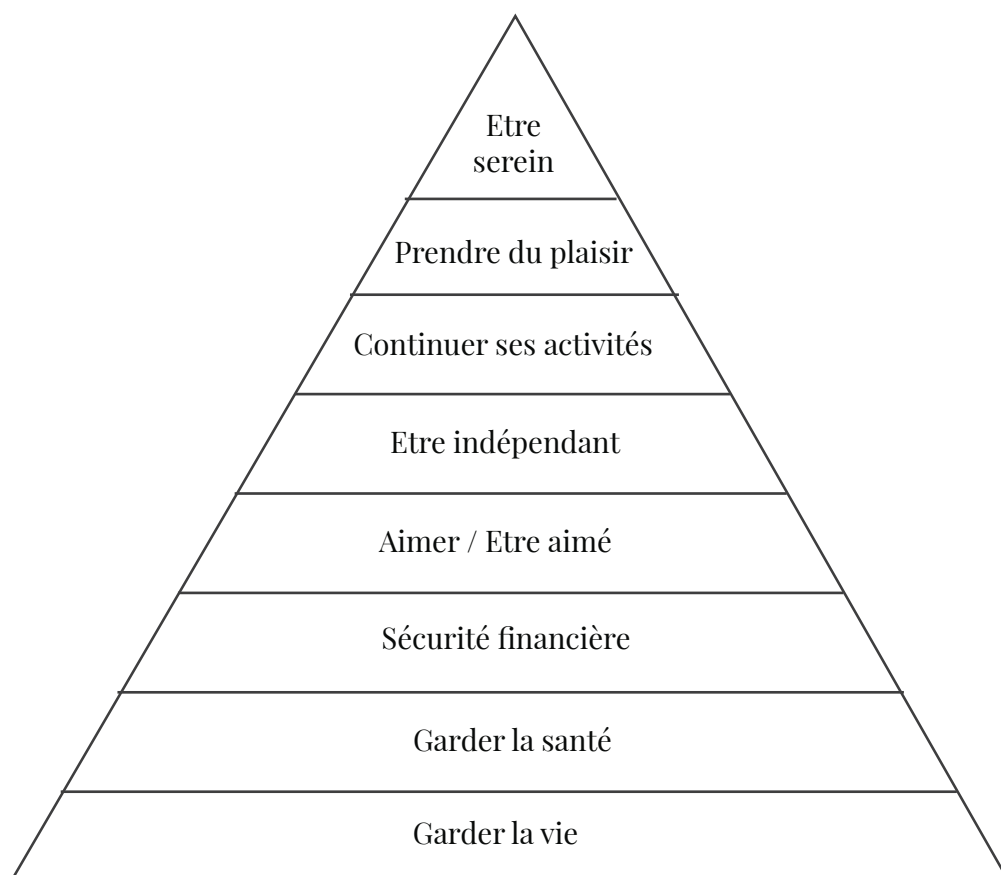 Etre
serein
Prendre du plaisir
Continuer ses activités
Etre indépendant
Aimer / Etre aimé
Sécurité financière
Garder la santé
Garder la vie